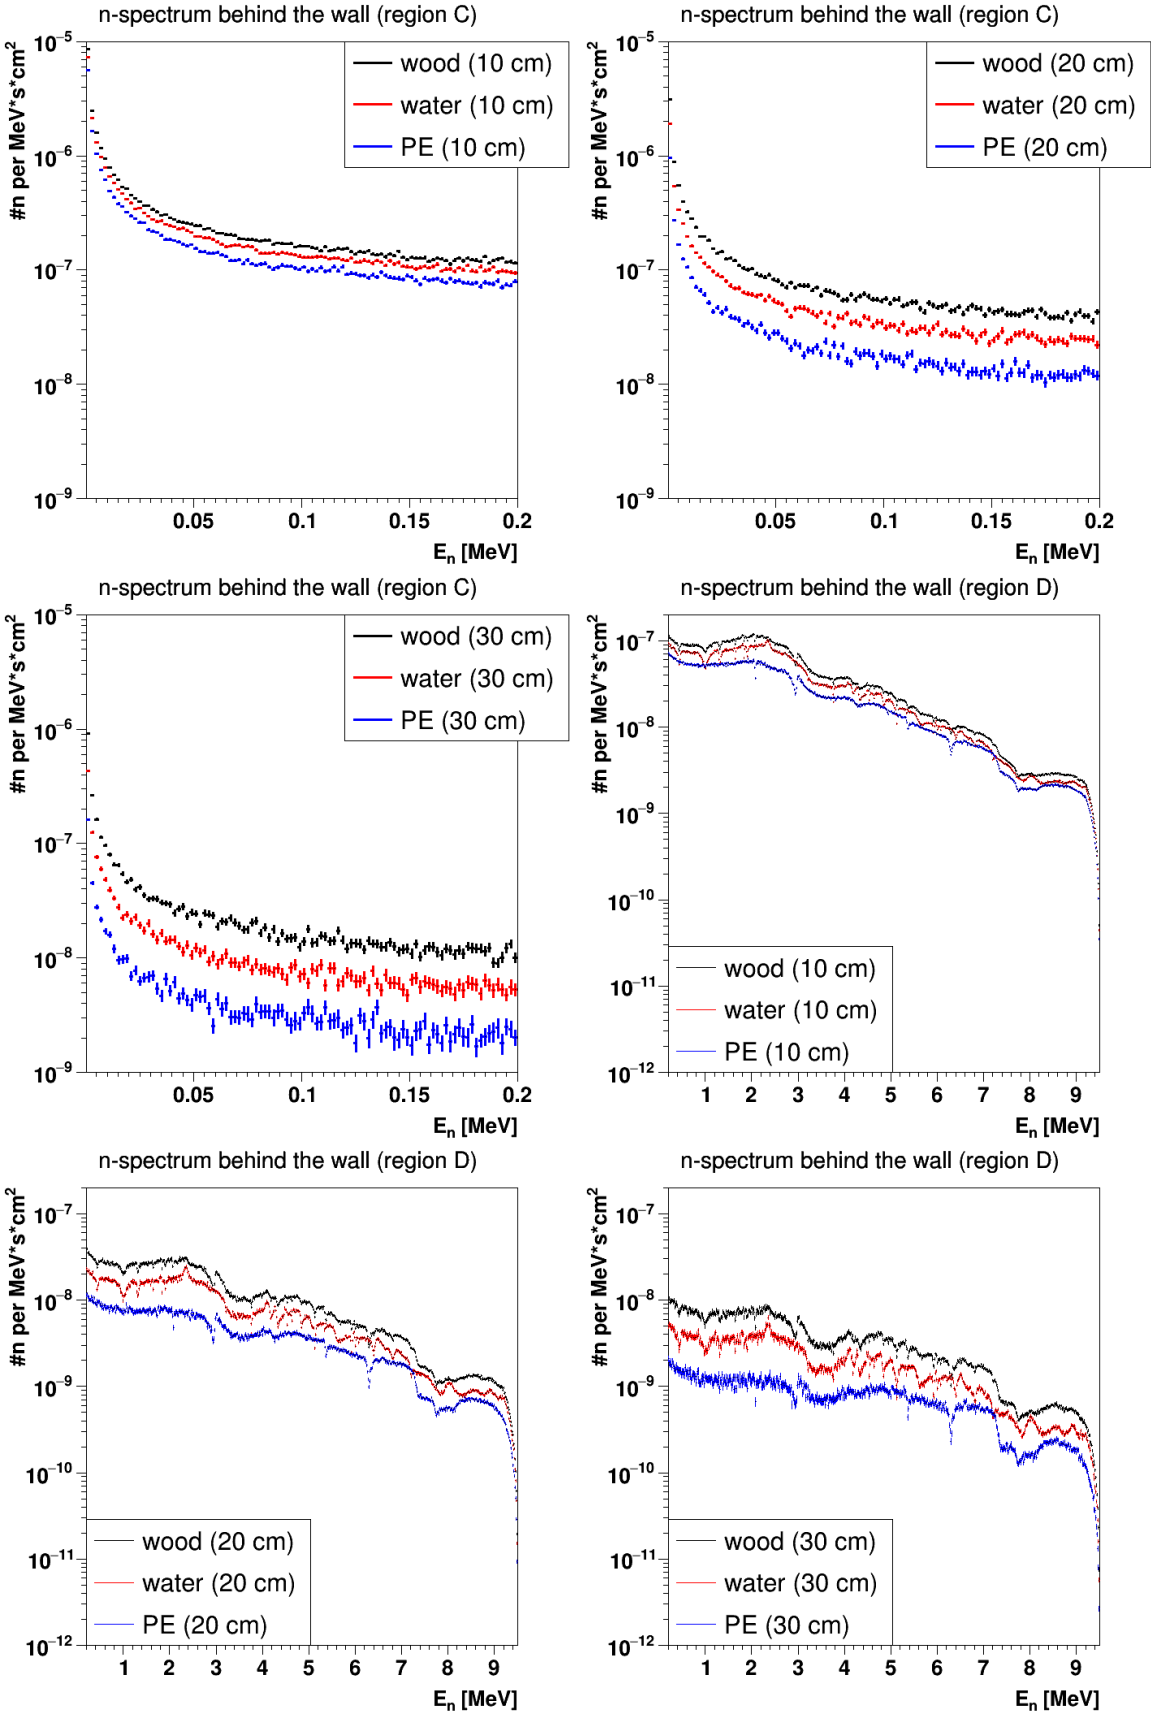 n-spectrum behind the wall (region C)
#n per MeV*s*cm²
10⁻⁵
10⁻⁶
10⁻⁷
10⁻⁸
10⁻⁹
wood (10 cm)
water (10 cm)
PE (10 cm)
0.05 0.1 0.15 0.2
Eₙ [MeV]
n-spectrum behind the wall (region C)
#n per MeV*s*cm²
10⁻⁵
10⁻⁶
10⁻⁷
10⁻⁸
10⁻⁹
wood (20 cm)
water (20 cm)
PE (20 cm)
0.05 0.1 0.15 0.2
Eₙ [MeV]
n-spectrum behind the wall (region C)
#n per MeV*s*cm²
10⁻⁵
10⁻⁶
10⁻⁷
10⁻⁸
10⁻⁹
wood (30 cm)
water (30 cm)
PE (30 cm)
0.05 0.1 0.15 0.2
Eₙ [MeV]
n-spectrum behind the wall (region D)
#n per MeV*s*cm²
10⁻⁷
10⁻⁸
10⁻⁹
10⁻¹⁰
10⁻¹¹
10⁻¹²
wood (10 cm)
water (10 cm)
PE (10 cm)
1 2 3 4 5 6 7 8 9
Eₙ [MeV]
n-spectrum behind the wall (region D)
#n per MeV*s*cm²
10⁻⁷
10⁻⁸
10⁻⁹
10⁻¹⁰
10⁻¹¹
10⁻¹²
wood (20 cm)
water (20 cm)
PE (20 cm)
1 2 3 4 5 6 7 8 9
Eₙ [MeV]
n-spectrum behind the wall (region D)
#n per MeV*s*cm²
10⁻⁷
10⁻⁸
10⁻⁹
10⁻¹⁰
10⁻¹¹
10⁻¹²
wood (30 cm)
water (30 cm)
PE (30 cm)
1 2 3 4 5 6 7 8 9
Eₙ [MeV]